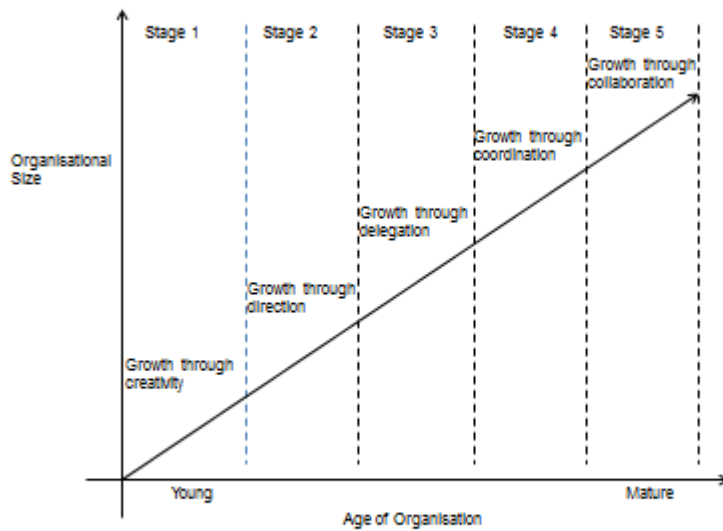 Stage 1
Stage 2
Stage 3
Stage 4
Stage 5
Growth through
collaboration
Growth through
coordination
Organisational
Size
Growth through
delegation
Growth through
direction
Growth through
creativity
Young
Mature
Age of Organisation